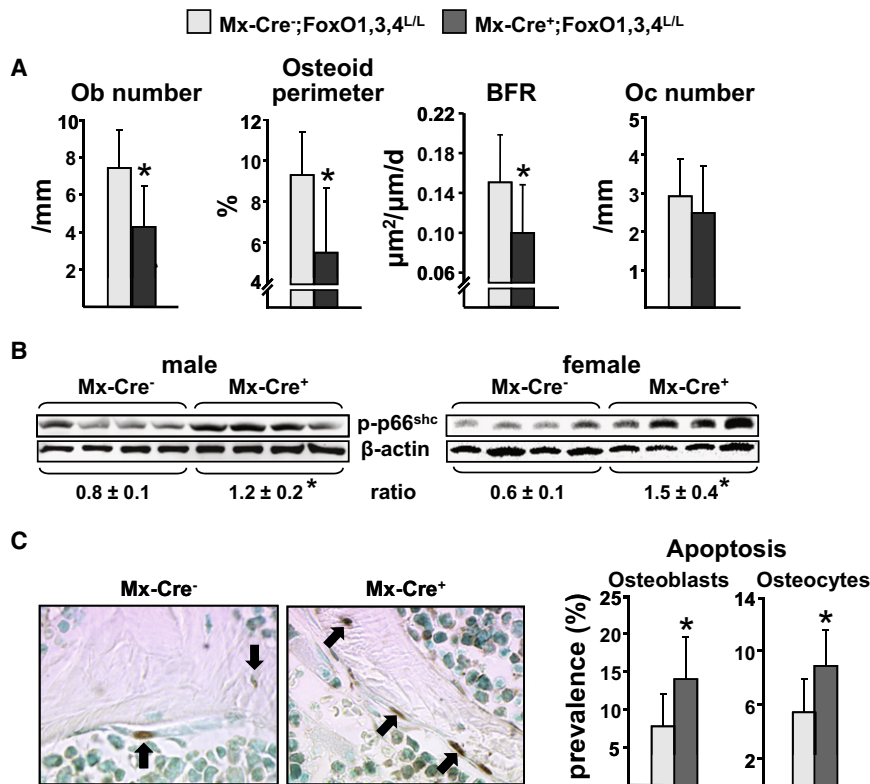 Mx-Cre⁻;FoxO1,3,4ᴸ/ᴸ Mx-Cre⁺;FoxO1,3,4ᴸ/ᴸ
A
Ob number
/mm
10
8
6
4
2
*
Osteoid
perimeter
%
12
10
8
6
4
*
BFR
µm²/µm/d
0.22
0.18
0.14
0.10
0.06
*
Oc number
/mm
5
4
3
2
1
B
male female
Mx-Cre⁻ Mx-Cre⁺ Mx-Cre⁻ Mx-Cre⁺
p-p66ˢʰᶜ
β-actin
0.8 ± 0.1 1.2 ± 0.2* ratio 0.6 ± 0.1 1.5 ± 0.4*
C
Mx-Cre⁻ Mx-Cre⁺
Apoptosis
Osteoblasts Osteocytes
prevalence (%)
25
20
15
10
5
*
14
10
6
2
*